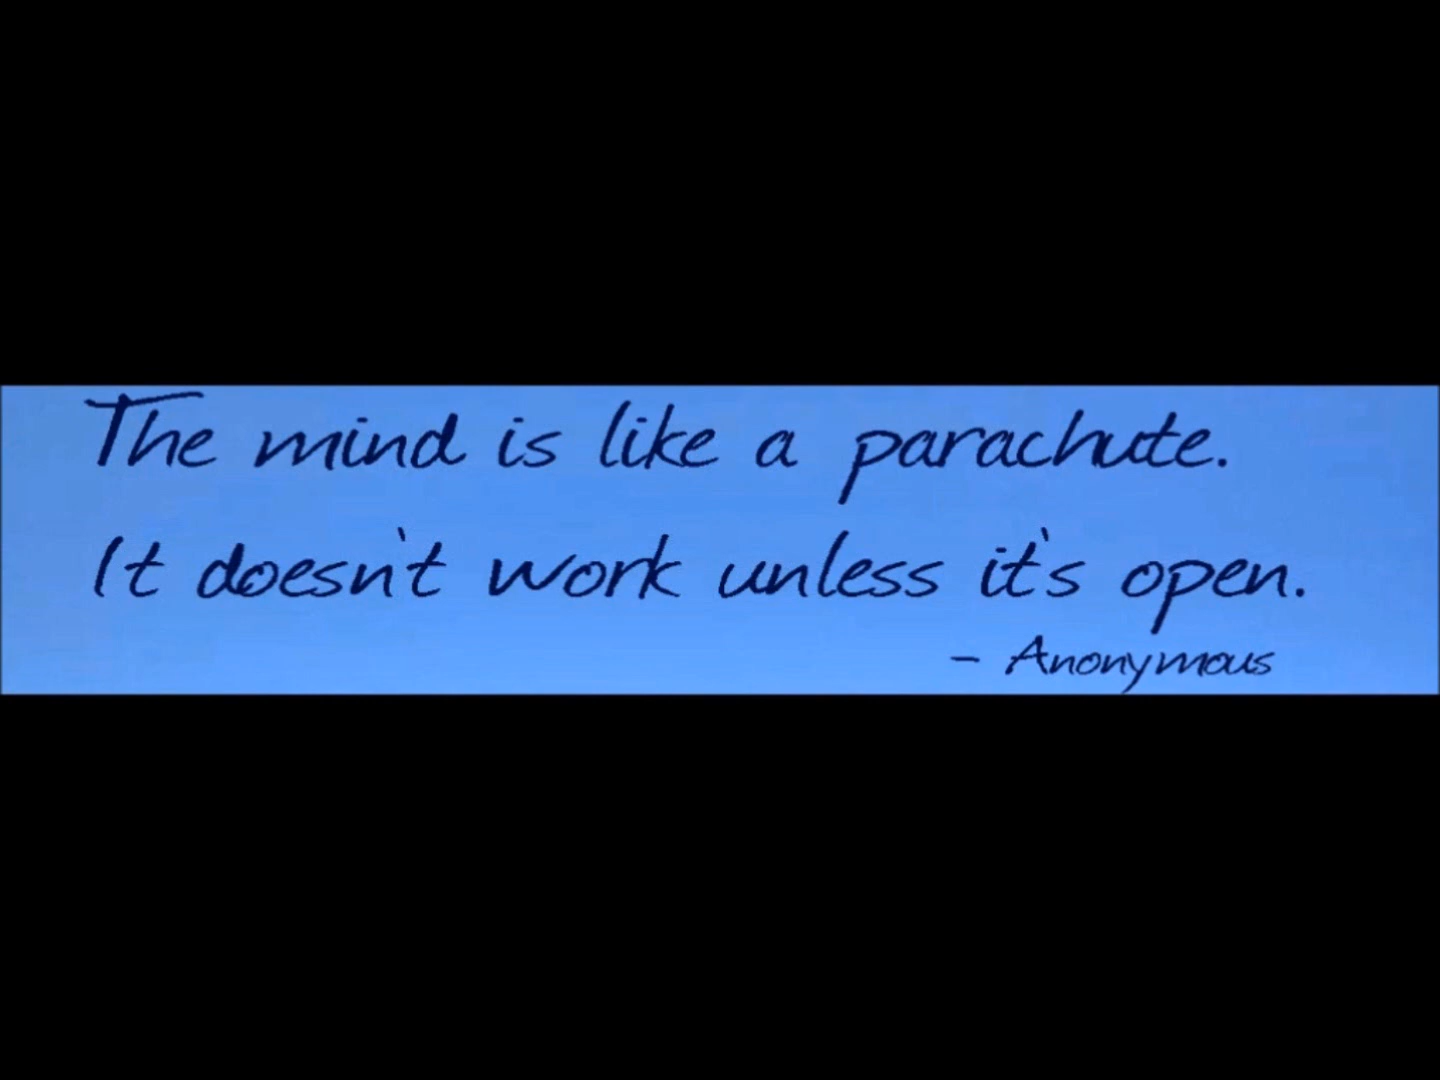 The mind is like a parachute.
It doesn't work unless it's open.
- Anonymous